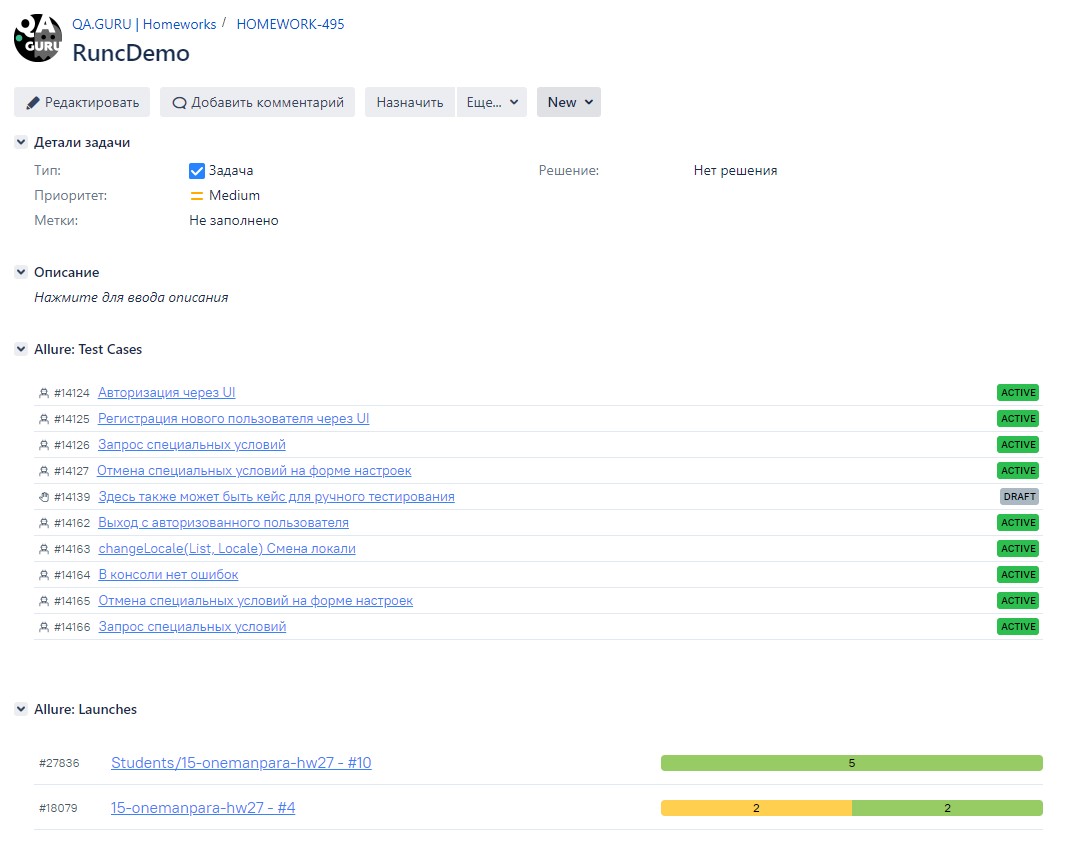 QA
GURU
QA.GURU | Homeworks / HOMEWORK-495
RuncDemo
Редактировать Добавить комментарий Назначить Еще... New
Детали задачи
Тип: Задача Решение: Нет решения
Приоритет: Medium
Метки: Не заполнено
Описание
Нажмите для ввода описания
Allure: Test Cases
#14124 Авторизация через UI ACTIVE
#14125 Регистрация нового пользователя через UI ACTIVE
#14126 Запрос специальных условий ACTIVE
#14127 Отмена специальных условий на форме настроек ACTIVE
#14139 Здесь также может быть кейс для ручного тестирования DRAFT
#14162 Выход с авторизованного пользователя ACTIVE
#14163 changeLocale(List, Locale) Смена локали ACTIVE
#14164 В консоли нет ошибок ACTIVE
#14165 Отмена специальных условий на форме настроек ACTIVE
#14166 Запрос специальных условий ACTIVE
Allure: Launches
#27836 Students/15-onemanpara-hw27 - #10 5
#18079 15-onemanpara-hw27 - #4 2 2